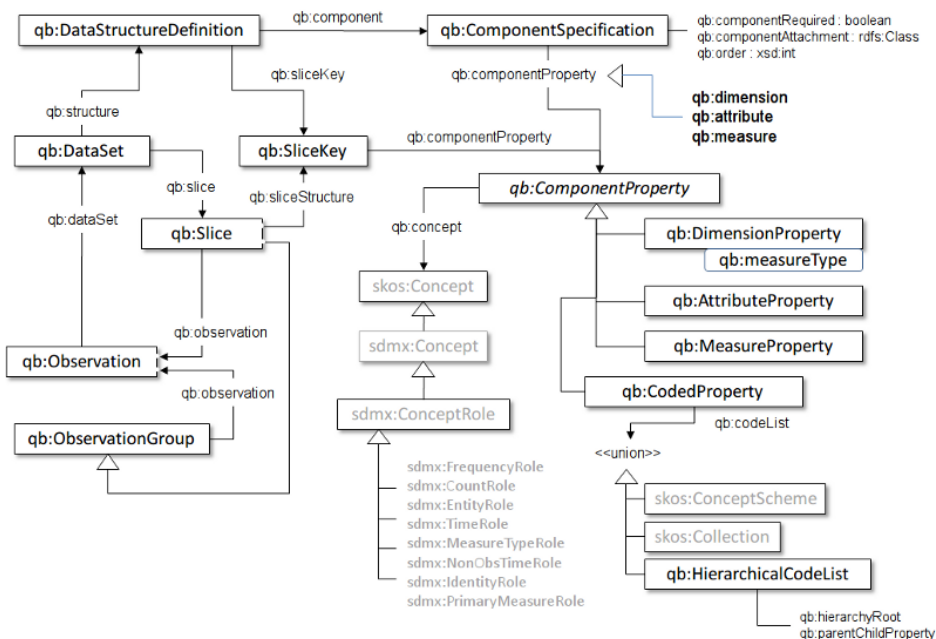 qb:component
qb:DataStructureDefinition
qb:ComponentSpecification
qb:componentRequired : boolean
qb:componentAttachment : rdfs:Class
qb:order : xsd:int
qb:sliceKey
qb:componentProperty
qb:dimension
qb:attribute
qb:measure
qb:structure
qb:DataSet
qb:SliceKey
qb:componentProperty
qb:slice
qb:sliceStructure
qb:ComponentProperty
qb:dataSet
qb:Slice
qb:concept
qb:DimensionProperty
qb:measureType
skos:Concept
qb:AttributeProperty
qb:observation
sdmx:Concept
qb:MeasureProperty
qb:Observation
qb:observation
qb:CodedProperty
sdmx:ConceptRole
qb:codeList
qb:ObservationGroup
<<union>>
sdmx:FrequencyRole
sdmx:CountRole
sdmx:EntityRole
sdmx:TimeRole
sdmx:MeasureTypeRole
sdmx:NonObsTimeRole
sdmx:IdentityRole
sdmx:PrimaryMeasureRole
skos:ConceptScheme
skos:Collection
qb:HierarchicalCodeList
qb:hierarchyRoot
qb:parentChildProperty